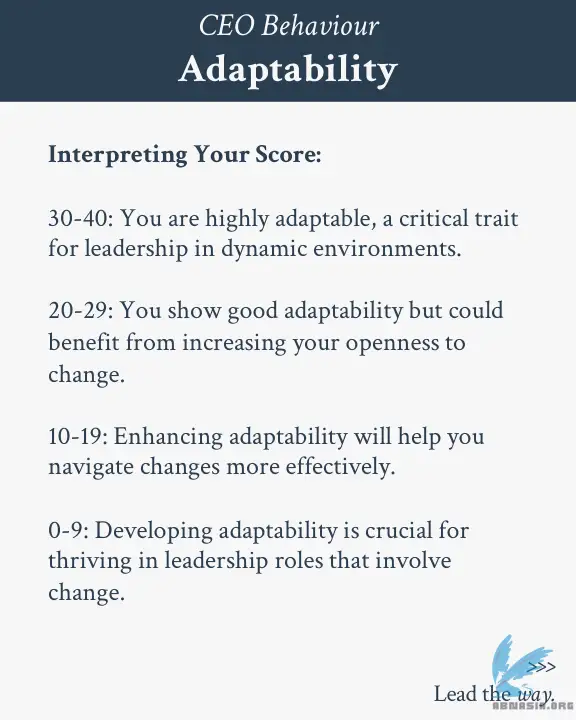 CEO Behaviour
Adaptability
Interpreting Your Score:
30-40: You are highly adaptable, a critical trait
for leadership in dynamic environments.
20-29: You show good adaptability but could
benefit from increasing your openness to
change.
10-19: Enhancing adaptability will help you
navigate changes more effectively.
0-9: Developing adaptability is crucial for
thriving in leadership roles that involve
change.
>>>
Lead the way.
ABWASIA.ORG